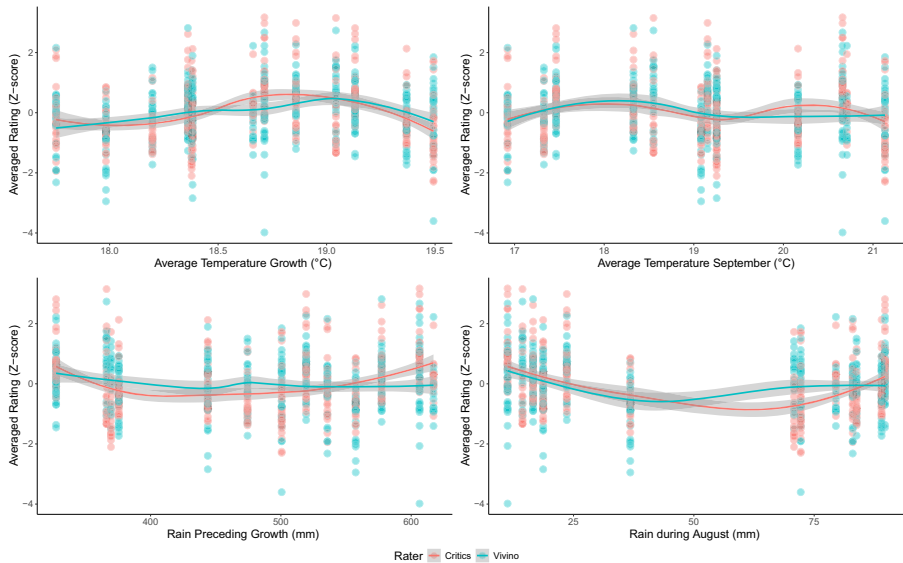 Averaged Rating (Z−score)
2
0
−2
−4
18.0 18.5 19.0 19.5
Average Temperature Growth (°C)
Averaged Rating (Z−score)
2
0
−2
−4
17 18 19 20 21
Average Temperature September (°C)
Averaged Rating (Z−score)
2
0
−2
−4
400 500 600
Rain Preceding Growth (mm)
Averaged Rating (Z−score)
2
0
−2
−4
25 75
Rain during August (mm)
Rater Critics Vivino